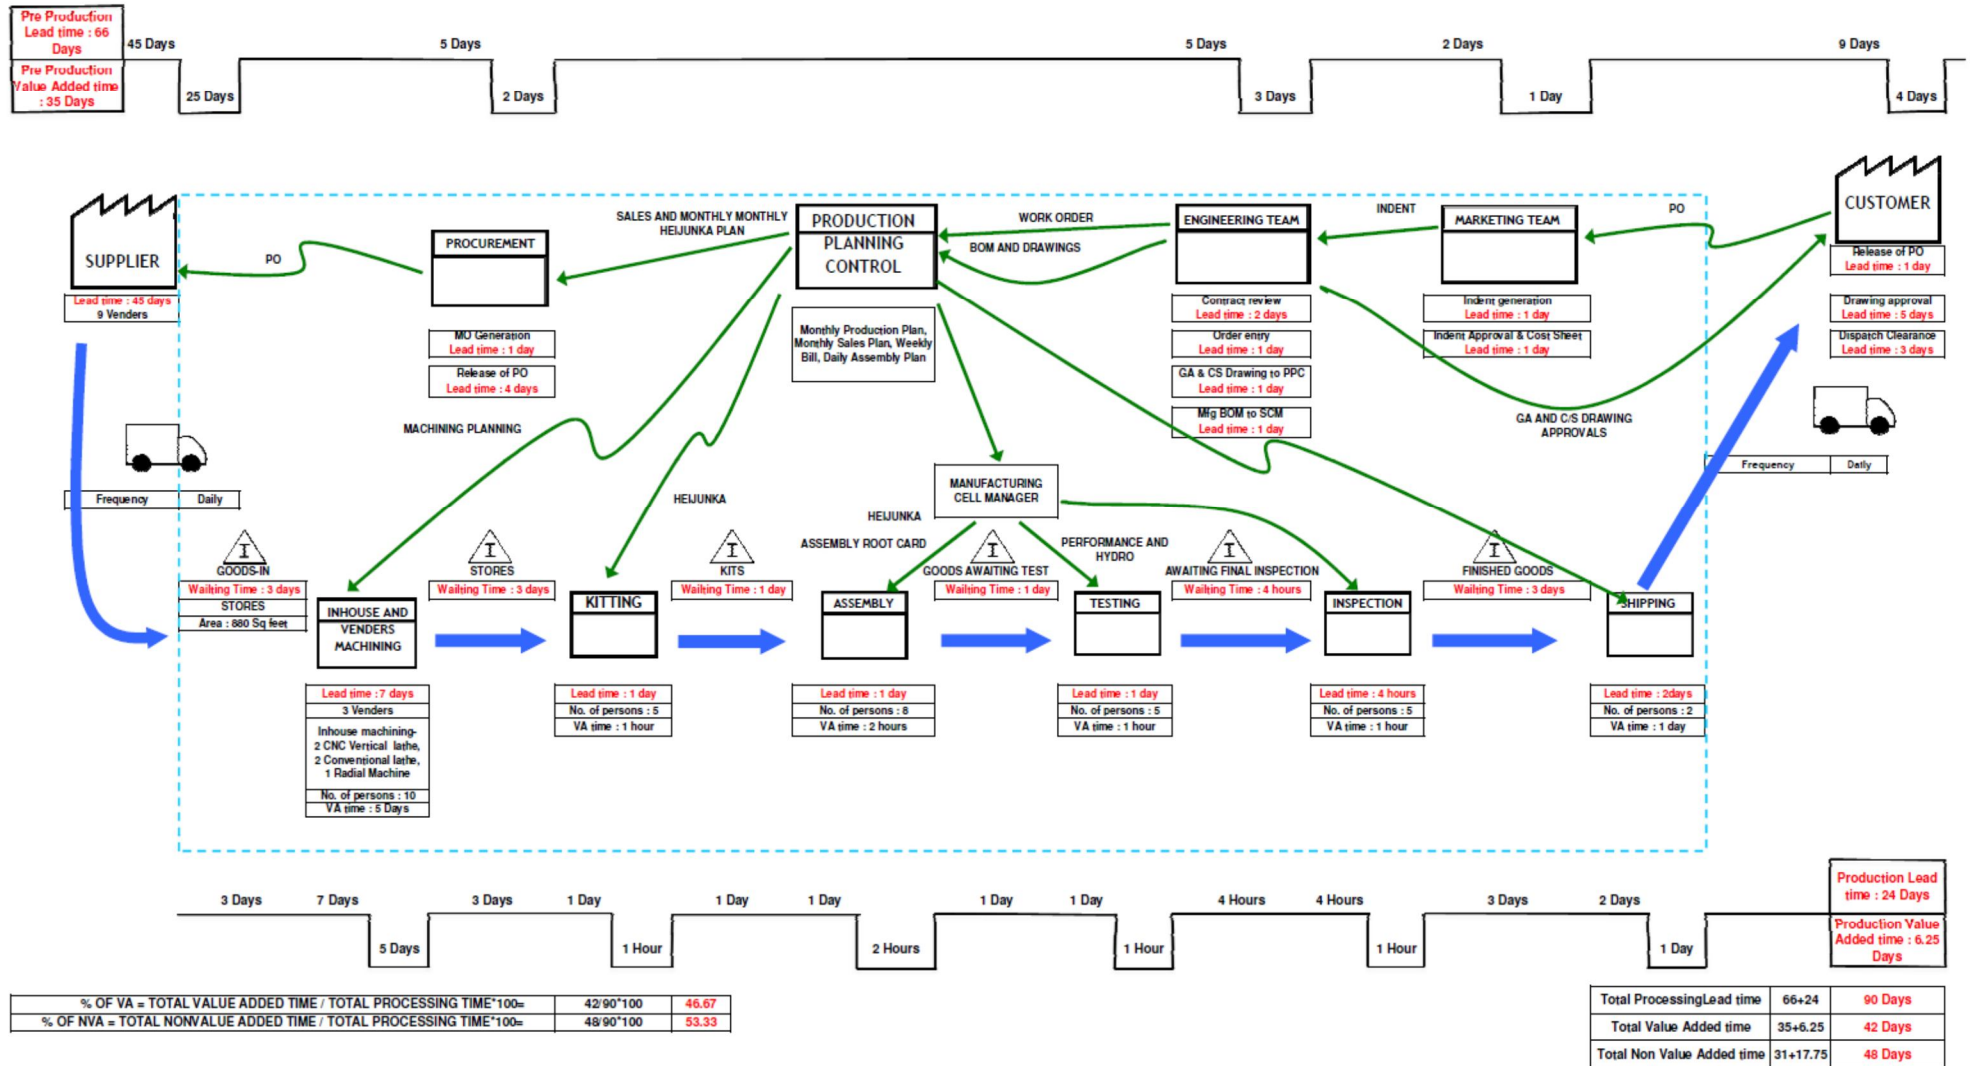 Pre Production
Lead time : 66
Days
45 Days
5 Days
5 Days
2 Days
9 Days
Pre Production
Value Added time
: 35 Days
25 Days
2 Days
3 Days
1 Day
4 Days
SUPPLIER
Lead time : 45 days
9 Venders
PO
PROCUREMENT
MO Generation
Lead time : 1 day
Release of PO
Lead time : 4 days
SALES AND MONTHLY MONTHLY
HEIJUNKA PLAN
PRODUCTION
PLANNING
CONTROL
Monthly Production Plan,
Monthly Sales Plan, Weekly
Bill, Daily Assembly Plan
WORK ORDER
BOM AND DRAWINGS
ENGINEERING TEAM
Contract review
Lead time : 2 days
Order entry
Lead time : 1 day
GA & CS Drawing to PPC
Lead time : 1 day
Mfg BOM to SCM
Lead time : 1 day
INDENT
MARKETING TEAM
Indent generation
Lead time : 1 day
Indent Approval & Cost Sheet
Lead time : 1 day
PO
CUSTOMER
Release of PO
Lead time : 1 day
Drawing approval
Lead time : 5 days
Dispatch Clearance
Lead time : 3 days
GA AND C/S DRAWING
APPROVALS
Frequency
Daily
Frequency
Daily
MACHINING PLANNING
HEIJUNKA
MANUFACTURING
CELL MANAGER
HEIJUNKA
ASSEMBLY ROOT CARD
PERFORMANCE AND
HYDRO
I
GOODS-IN
Wailting Time : 3 days
STORES
Area : 880 Sq feet
I
STORES
Wailting Time : 3 days
I
KITS
Wailting Time : 1 day
I
GOODS AWAITING TEST
Wailting Time : 1 day
I
AWAITING FINAL INSPECTION
Wailting Time : 4 hours
I
FINISHED GOODS
Wailting Time : 3 days
INHOUSE AND
VENDERS
MACHINING
KITTING
ASSEMBLY
TESTING
INSPECTION
SHIPPING
Lead time :7 days
3 Venders
Inhouse machining-
2 CNC Vertical lathe,
2 Conventional lathe,
1 Radial Machine
No. of persons : 10
VA time : 5 Days
Lead time : 1 day
No. of persons : 5
VA time : 1 hour
Lead time : 1 day
No. of persons : 8
VA time : 2 hours
Lead time : 1 day
No. of persons : 5
VA time : 1 hour
Lead time : 4 hours
No. of persons : 5
VA time : 1 hour
Lead time : 2days
No. of persons : 2
VA time : 1 day
3 Days
7 Days
3 Days
1 Day
1 Day
1 Day
1 Day
1 Day
4 Hours
4 Hours
3 Days
2 Days
Production Lead
time : 24 Days
5 Days
1 Hour
2 Hours
1 Hour
1 Hour
1 Day
Production Value
Added time : 6.25
Days
% OF VA = TOTAL VALUE ADDED TIME / TOTAL PROCESSING TIME*100= 42/90*100 46.67
% OF NVA = TOTAL NONVALUE ADDED TIME / TOTAL PROCESSING TIME*100= 48/90*100 53.33
Total ProcessingLead time 66+24 90 Days
Total Value Added time 35+6.25 42 Days
Total Non Value Added time 31+17.75 48 Days